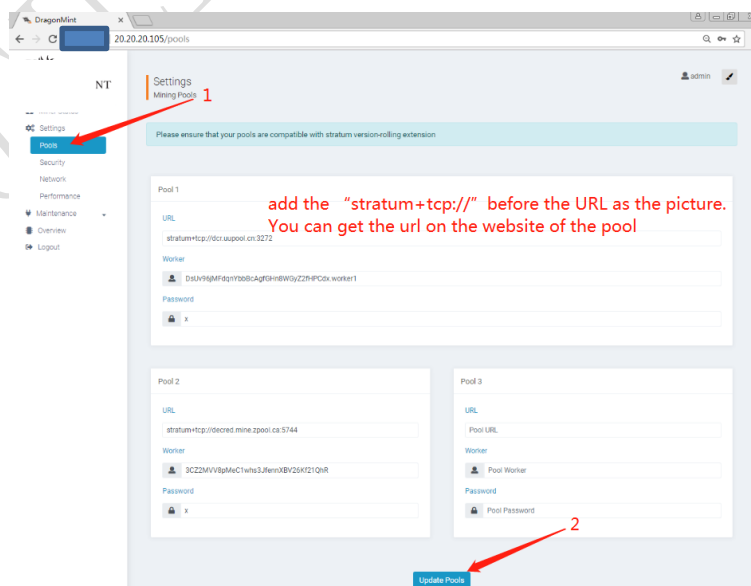 DragonMint
20.20.20.105/pools
NT
Settings
Mining Pools
1
admin
Settings
Pools
Security
Network
Performance
Maintenance
Overview
Logout
Please ensure that your pools are compatible with stratum version-rolling extension
Pool 1
add the “stratum+tcp://” before the URL as the picture.
You can get the url on the website of the pool
URL
stratum+tcp://dcr.uupool.cn:3272
Worker
Password
x
Pool 2
URL
stratum+tcp://decred.mine.zpool.ca:5744
Worker
3CZ2MVV8pMeC1whs3JfennXBV26Kf21QhR
Password
x
Pool 3
URL
Pool URL
Worker
Pool Worker
Password
Pool Password
2
Update Pools